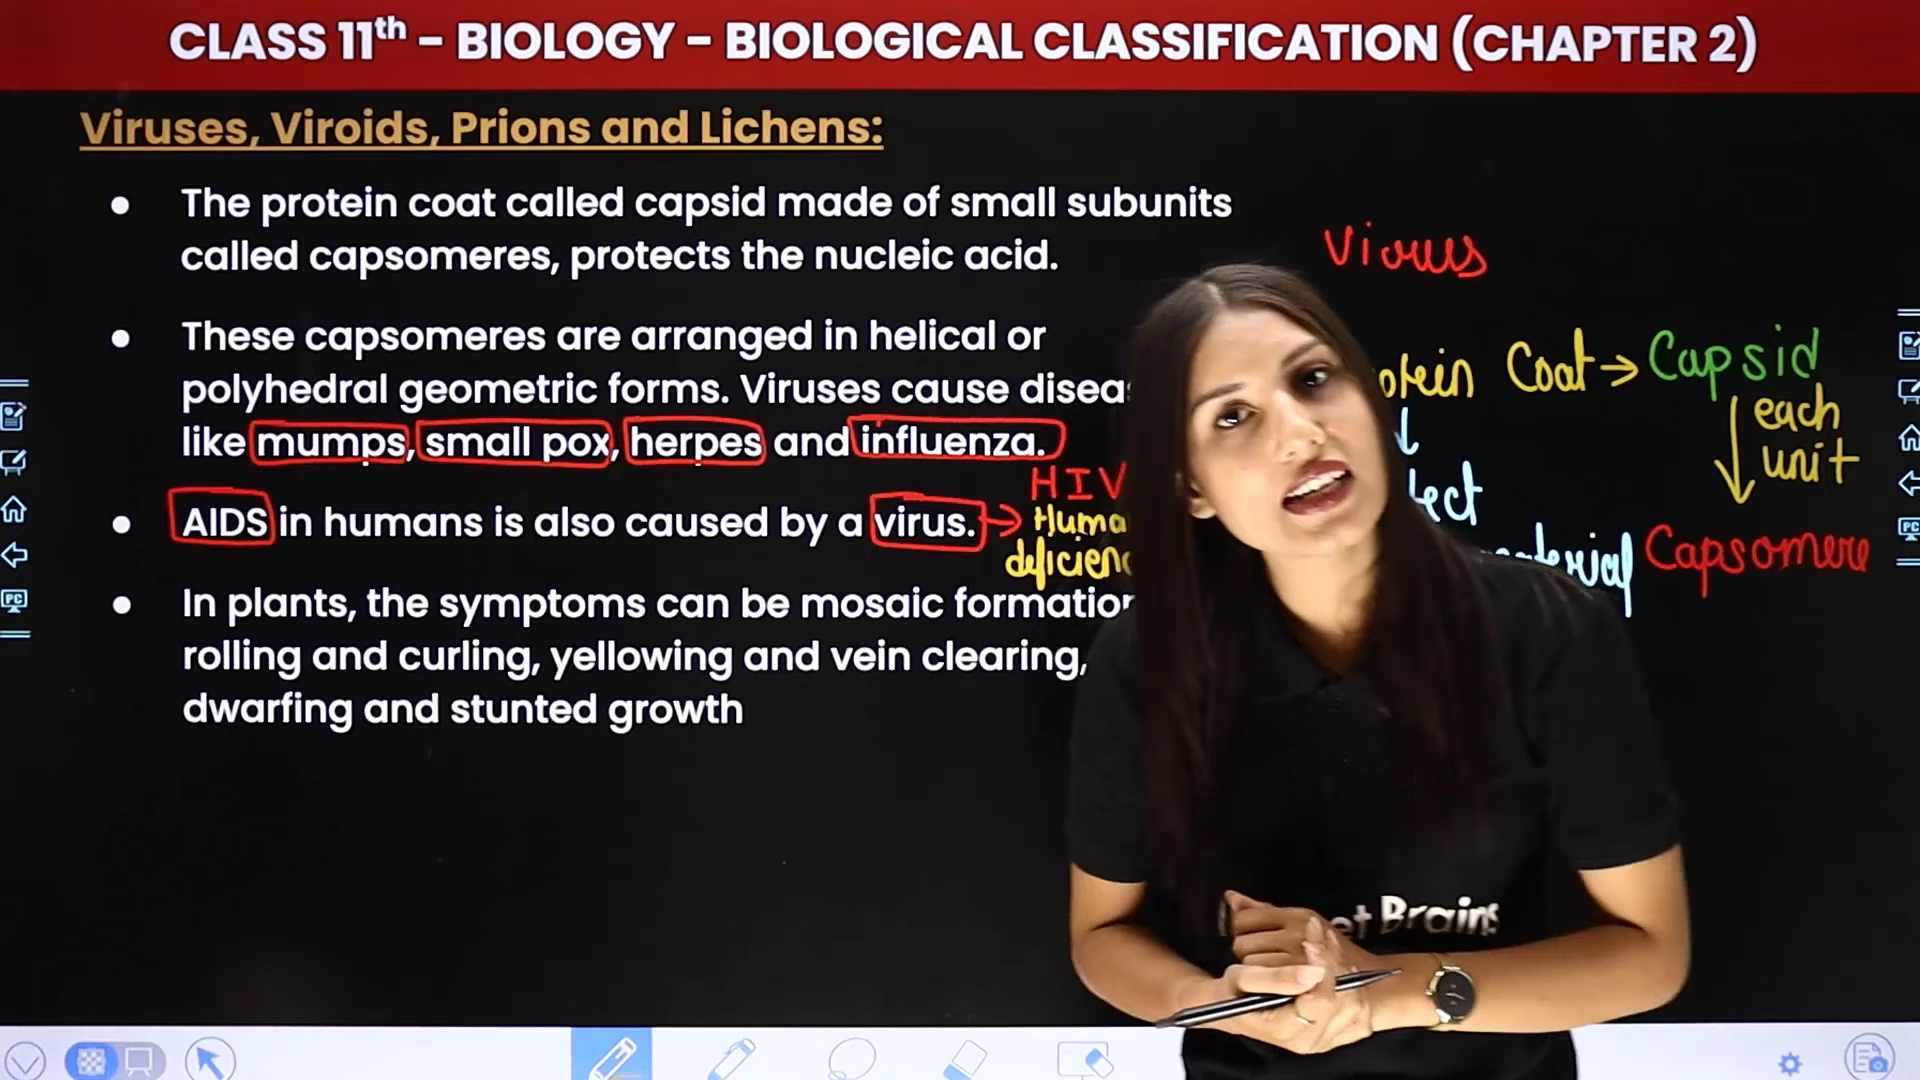 CLASS 11th - BIOLOGY - BIOLOGICAL CLASSIFICATION (CHAPTER 2)
Viruses, Viroids, Prions and Lichens:
• The protein coat called capsid made of small subunits
called capsomeres, protects the nucleic acid.
• These capsomeres are arranged in helical or
polyhedral geometric forms. Viruses cause
like mumps, small pox, herpes and influenza.
• AIDS in humans is also caused by a virus.
• In plants, the symptoms can be mosaic
rolling and curling, yellowing and vein clearing,
dwarfing and stunted growth
HIV
Virus
Coat → Capsid
each
unit
Capsomere
Brains
PC
PC